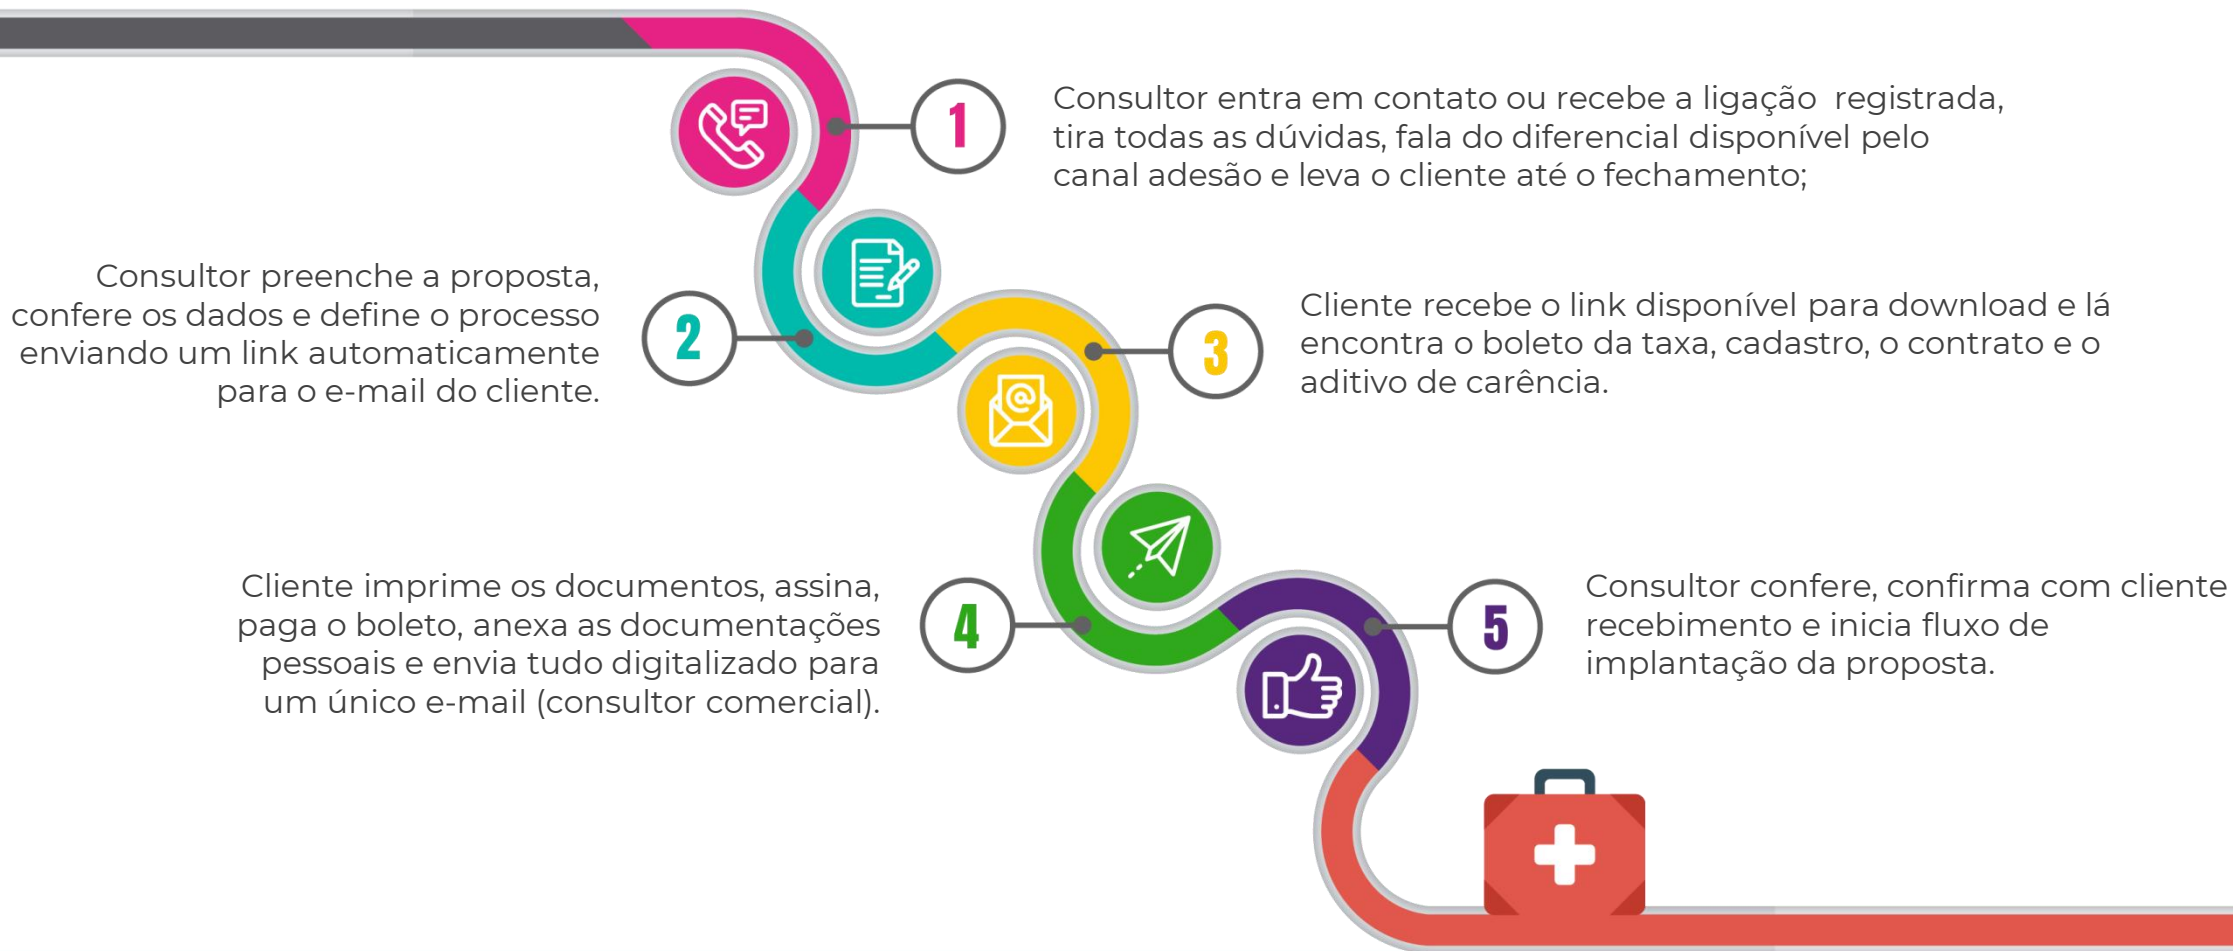 1
Consultor entra em contato ou recebe a ligação  registrada,
tira todas as dúvidas, fala do diferencial disponível pelo
canal adesão e leva o cliente até o fechamento;
Consultor preenche a proposta,
confere os dados e define o processo
enviando um link automaticamente
para o e-mail do cliente.
2
3
Cliente recebe o link disponível para download e lá
encontra o boleto da taxa, cadastro, o contrato e o
aditivo de carência.
Cliente imprime os documentos, assina,
paga o boleto, anexa as documentações
pessoais e envia tudo digitalizado para
um único e-mail (consultor comercial).
4
5
Consultor confere, confirma com cliente
recebimento e inicia fluxo de
implantação da proposta.